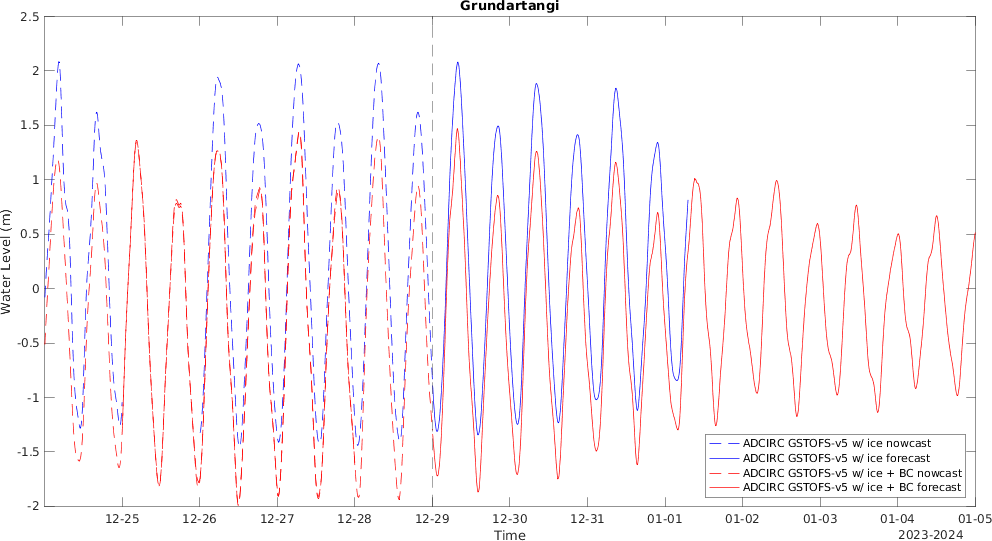 Grundartangi
2.5
2
1.5
1
0.5
0
-0.5
-1
-1.5
-2
Water Level (m)
ADCIRC GSTOFS-v5 w/ ice nowcast
ADCIRC GSTOFS-v5 w/ ice forecast
ADCIRC GSTOFS-v5 w/ ice + BC nowcast
ADCIRC GSTOFS-v5 w/ ice + BC forecast
12-25 12-26 12-27 12-28 12-29 12-30 12-31 01-01 01-02 01-03 01-04 01-05
Time
2023-2024